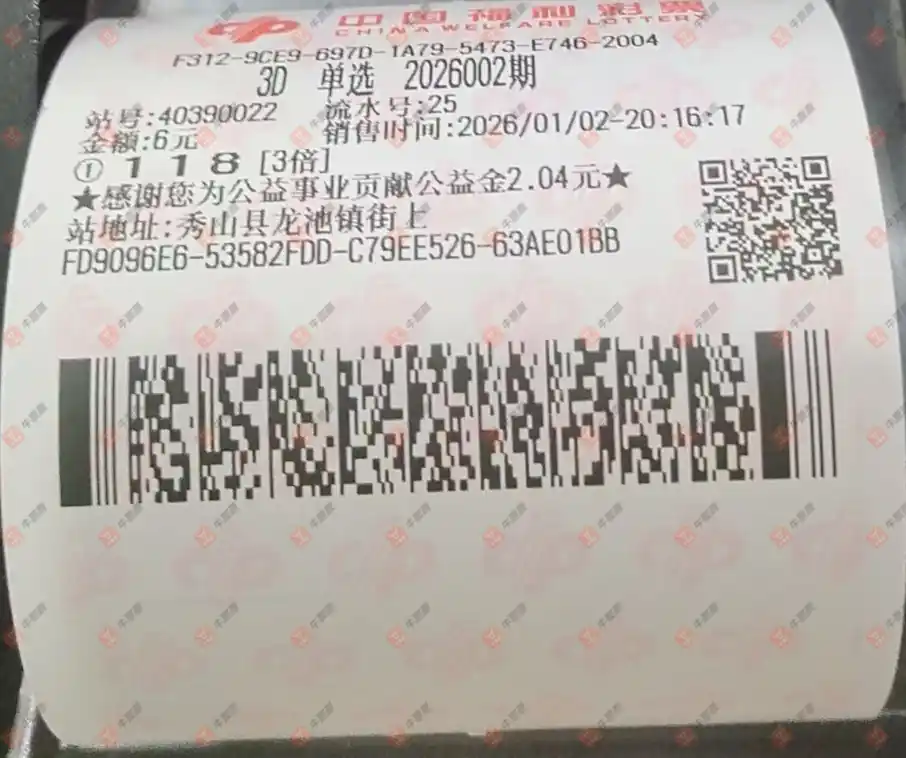 中国福利彩票
CHINA WELFARE LOTTERY
F312-9CE9-697D-1A79-5473-E746-2004
3D 单选 2026002期
站号:40390022 流水号:25
金额:6元 销售时间:2026/01/02-20:16:17
① 1 1 8 [3倍]
★感谢您为公益事业贡献公益金2.04元★
站地址:秀山县龙池镇街上
FD9096E6-53582FDD-C79EE526-63AE01BB